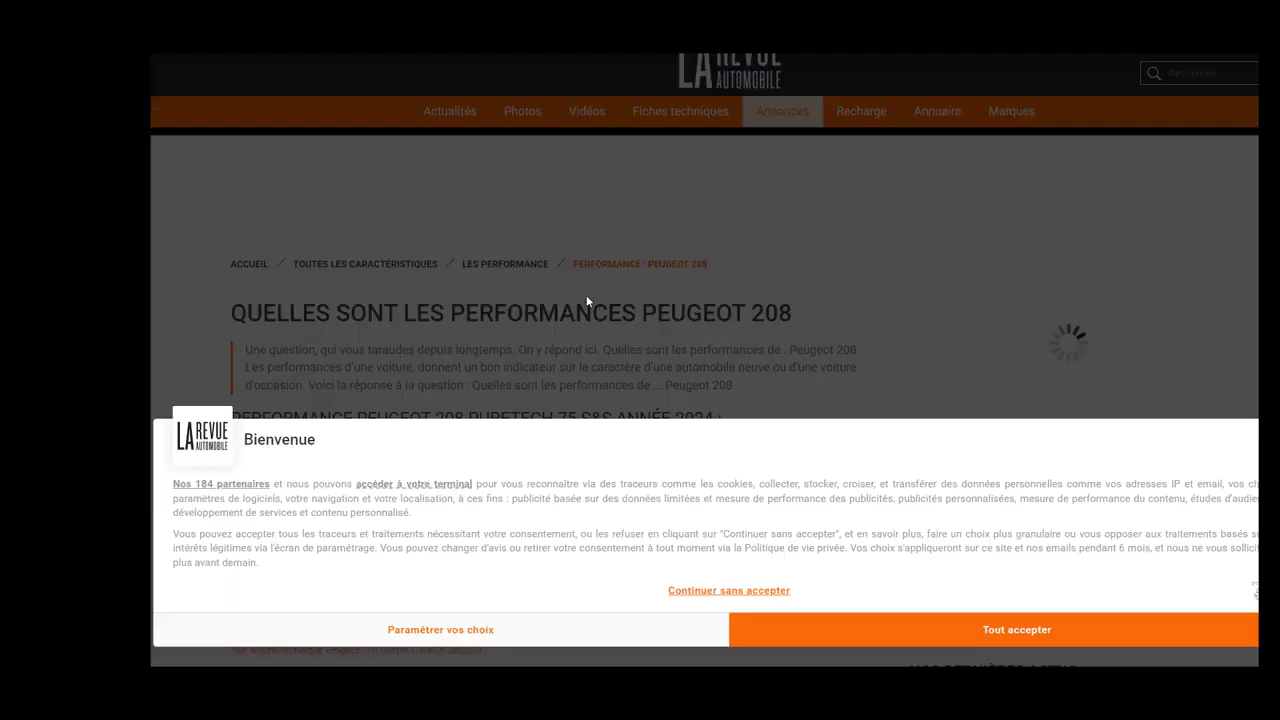 LA REVUE
AUTOMOBILE
Rechercher
Actualités Photos Vidéos Fiches techniques Annonces Recharge Annuaire Marques
ACCUEIL / TOUTES LES CARACTÉRISTIQUES / LES PERFORMANCE / PERFORMANCE : PEUGEOT 208
QUELLES SONT LES PERFORMANCES PEUGEOT 208
Une question, qui vous taraudes depuis longtemps. On y répond ici. Quelles sont les performances de . Peugeot 208
Les performances d'une voiture, donnent un bon indicateur sur le caractère d'une automobile neuve ou d'une voiture
d'occasion. Voici la réponse à la question : Quelles sont les performances de ... Peugeot 208
PERFORMANCE PEUGEOT 208 PURETECH 75 S&S ANNÉE 2024 :
LA REVUE
AUTOMOBILE
Bienvenue
Nos 184 partenaires et nous pouvons accéder à votre terminal pour vous reconnaître via des traceurs comme les cookies, collecter, stocker, croiser, et transférer des données personnelles comme vos adresses IP et email, vos
paramètres de logiciels, votre navigation et votre localisation, à ces fins : publicité basée sur des données limitées et mesure de performance des publicités, publicités personnalisées, mesure de performance du contenu, études
développement de services et contenu personnalisé.
Vous pouvez accepter tous les traceurs et traitements nécessitant votre consentement, ou les refuser en cliquant sur "Continuer sans accepter", et en savoir plus, faire un choix plus granulaire ou vous opposer aux traitements basés
intérêts légitimes via l'écran de paramétrage. Vous pouvez changer d'avis ou retirer votre consentement à tout moment via la Politique de vie privée. Vos choix s'appliqueront sur ce site et nos emails pendant 6 mois, et nous ne vous
plus avant demain.
Continuer sans accepter
Paramétrer vos choix Tout accepter
NOS DERNIÈRES ACTUS